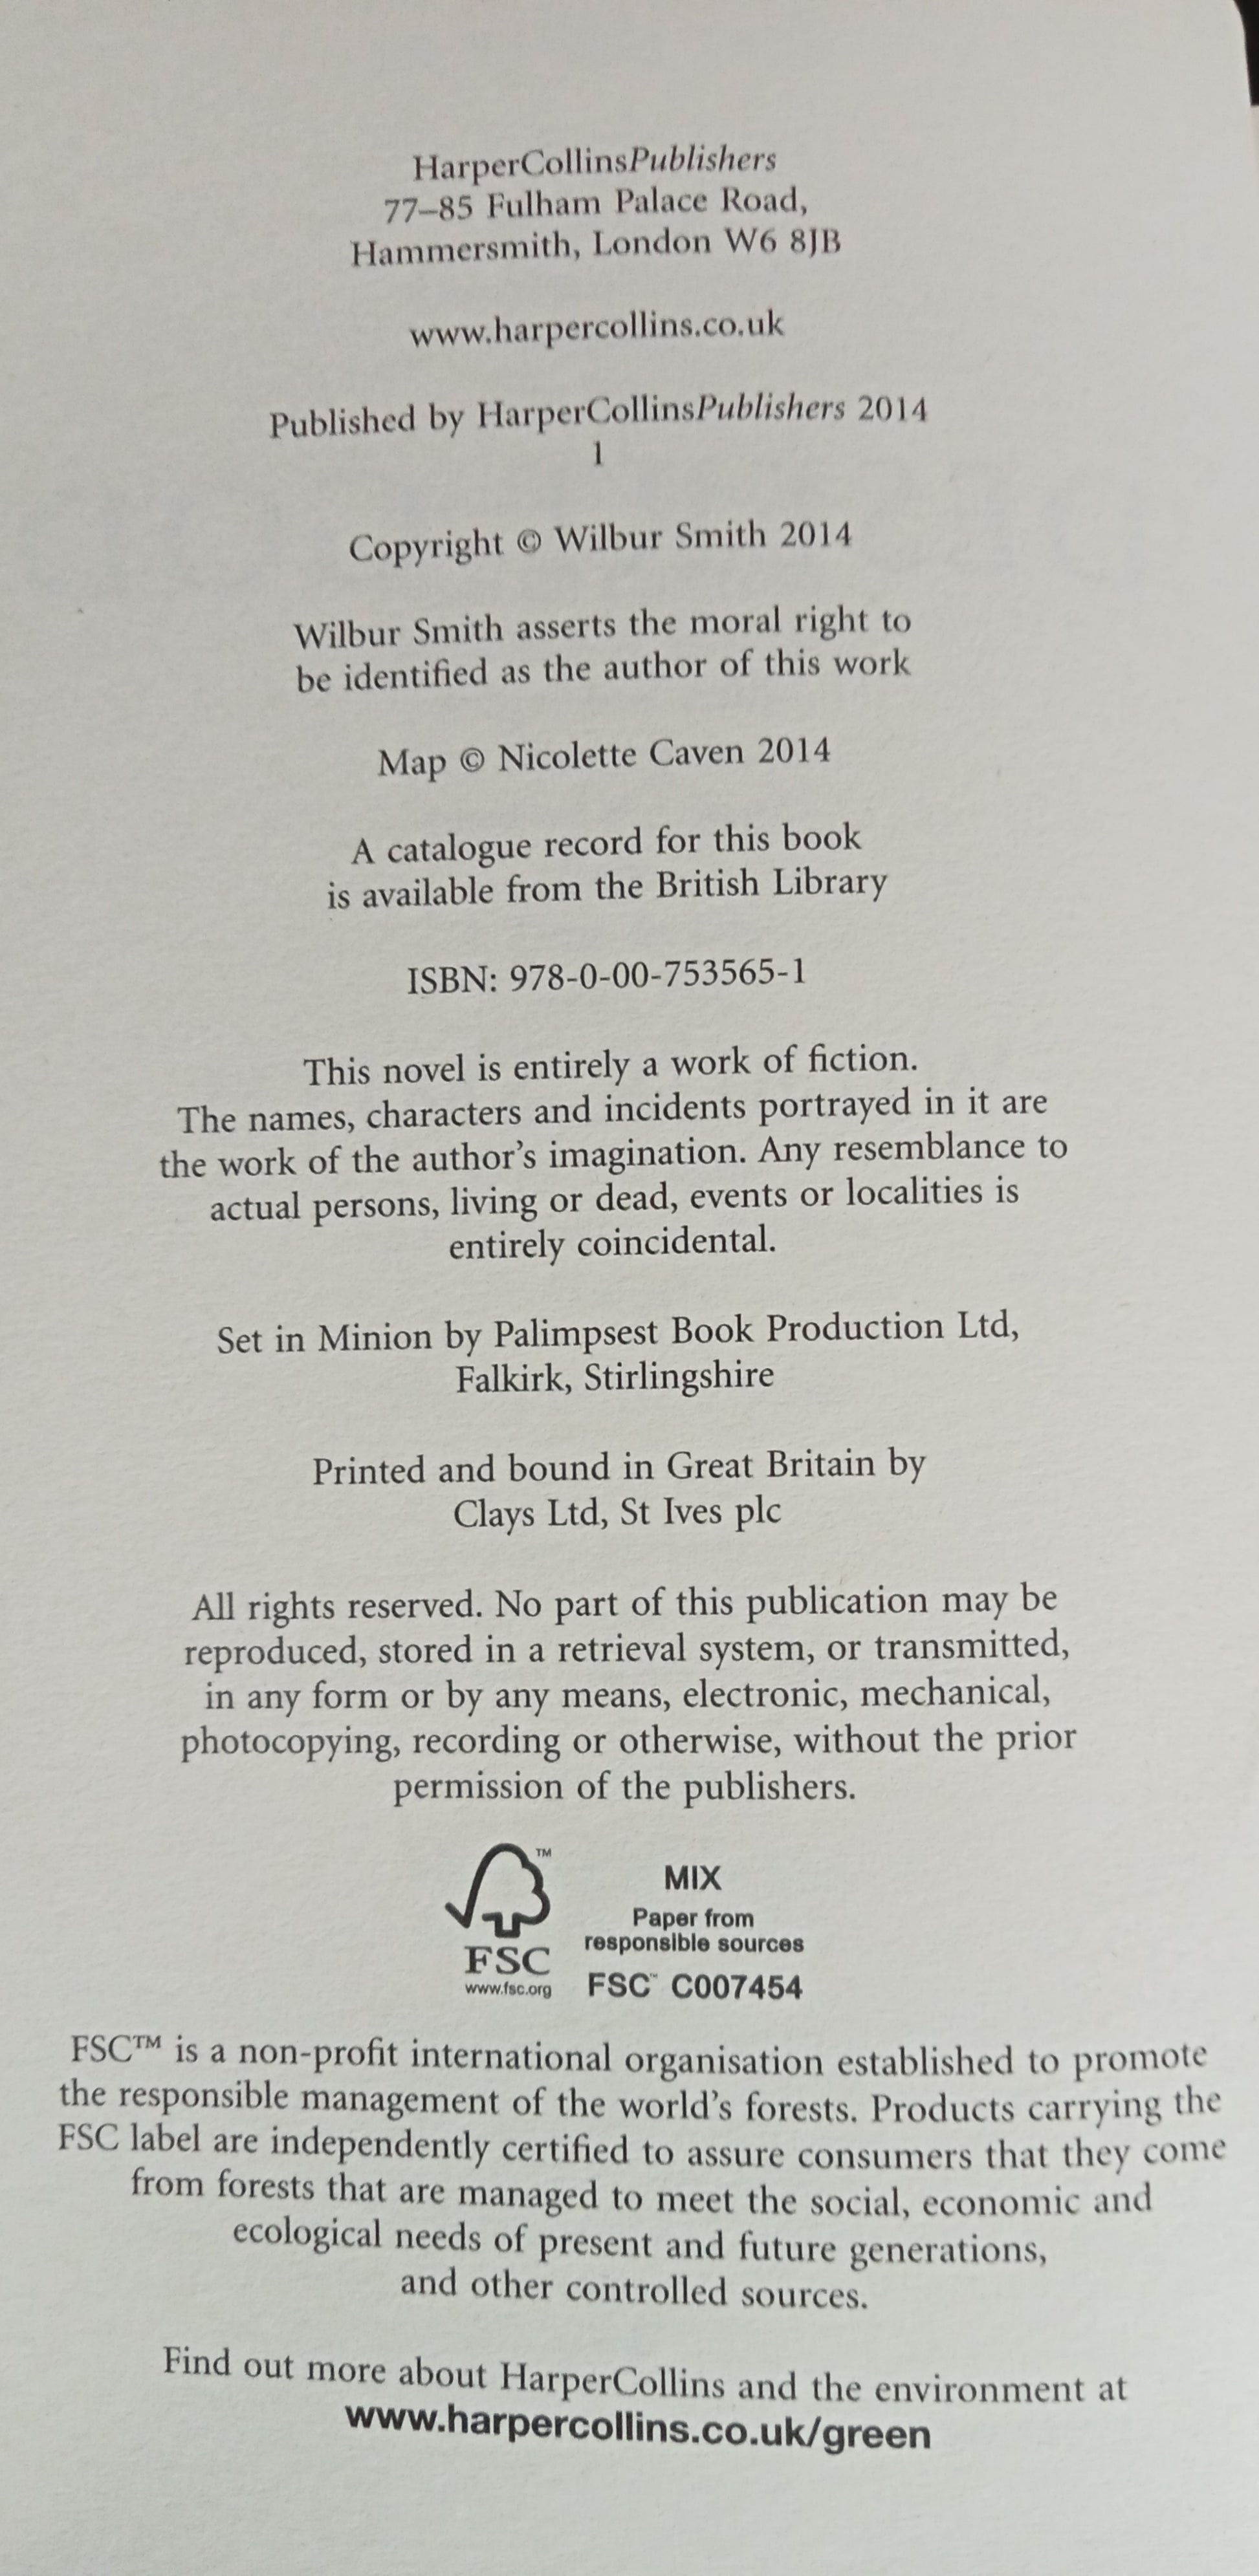 HarperCollinsPublishers
77–85 Fulham Palace Road,
Hammersmith, London W6 8JB
www.harpercollins.co.uk
Published by HarperCollinsPublishers 2014
1
Copyright © Wilbur Smith 2014
Wilbur Smith asserts the moral right to
be identified as the author of this work
Map © Nicolette Caven 2014
A catalogue record for this book
is available from the British Library
ISBN: 978-0-00-753565-1
This novel is entirely a work of fiction.
The names, characters and incidents portrayed in it are
the work of the author's imagination. Any resemblance to
actual persons, living or dead, events or localities is
entirely coincidental.
Set in Minion by Palimpsest Book Production Ltd,
Falkirk, Stirlingshire
Printed and bound in Great Britain by
Clays Ltd, St Ives plc
All rights reserved. No part of this publication may be
reproduced, stored in a retrieval system, or transmitted,
in any form or by any means, electronic, mechanical,
photocopying, recording or otherwise, without the prior
permission of the publishers.
™
FSC
www.fsc.org
MIX
Paper from
responsible sources
FSC™ C007454
FSC™ is a non-profit international organisation established to promote
the responsible management of the world's forests. Products carrying the
FSC label are independently certified to assure consumers that they come
from forests that are managed to meet the social, economic and
ecological needs of present and future generations,
and other controlled sources.
Find out more about HarperCollins and the environment at
www.harpercollins.co.uk/green